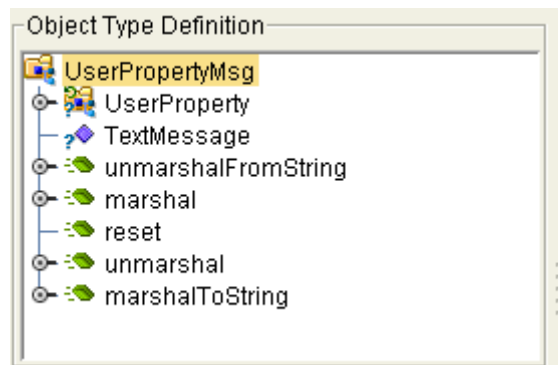 Object Type Definition
UserPropertyMsg
UserProperty
TextMessage
unmarshalFromString
marshal
reset
unmarshal
marshalToString